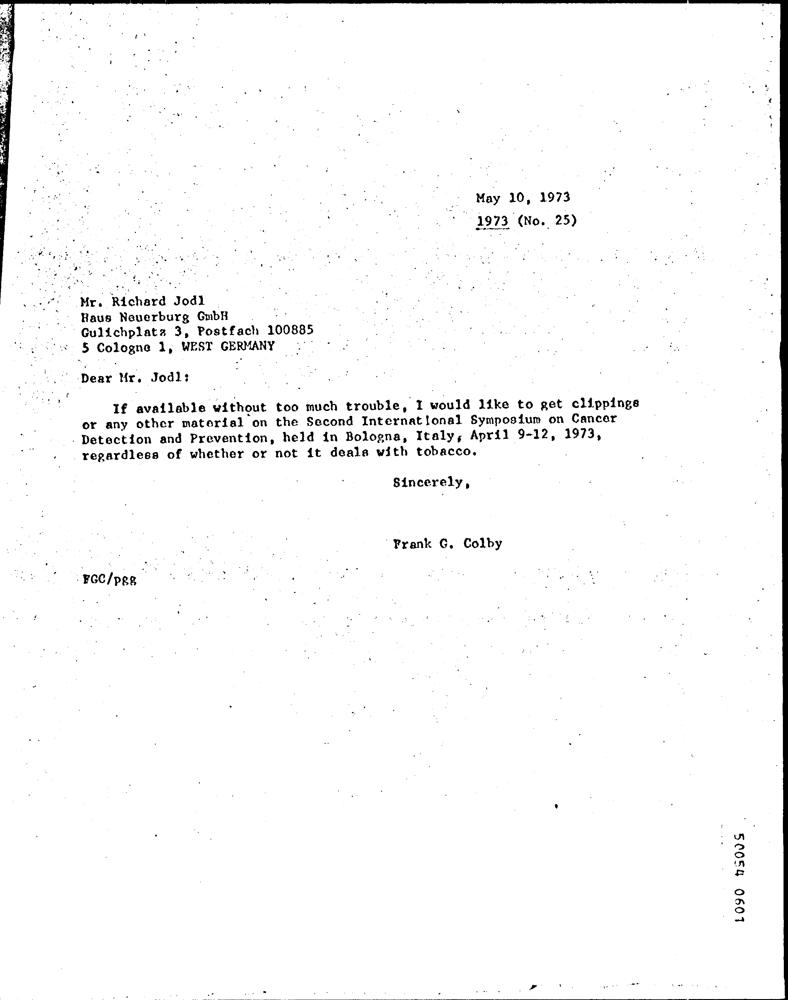 May 10, 1973
1973 (No. 25)
Mr. Richard Jodl
Haus Neuerburg GmbH
Gulichplatz 3, Postfach 100885
5 Cologne 1, WEST GERMANY
Dear Mr. Jodl:
If available without too much trouble, I would like to get clippings
or any other material on the Second International Symposium on Cancer
Detection and Prevention, held in Bologna, Italy, April 9-12, 1973,
regardless of whether or not it deals with tobacco.
Sincerely,
Frank G. Colby
FGC/pgg
50054 0601